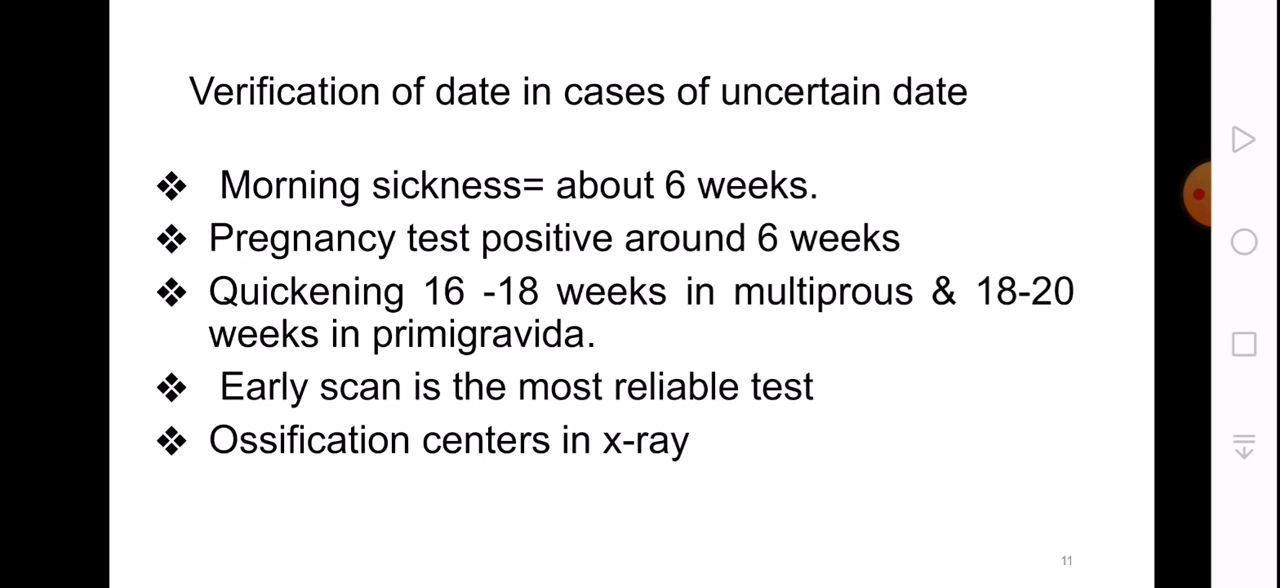 Verification of date in cases of uncertain date
❖ Morning sickness= about 6 weeks.
❖ Pregnancy test positive around 6 weeks
❖ Quickening 16 -18 weeks in multiprous & 18-20
weeks in primigravida.
❖ Early scan is the most reliable test
❖ Ossification centers in x-ray
11